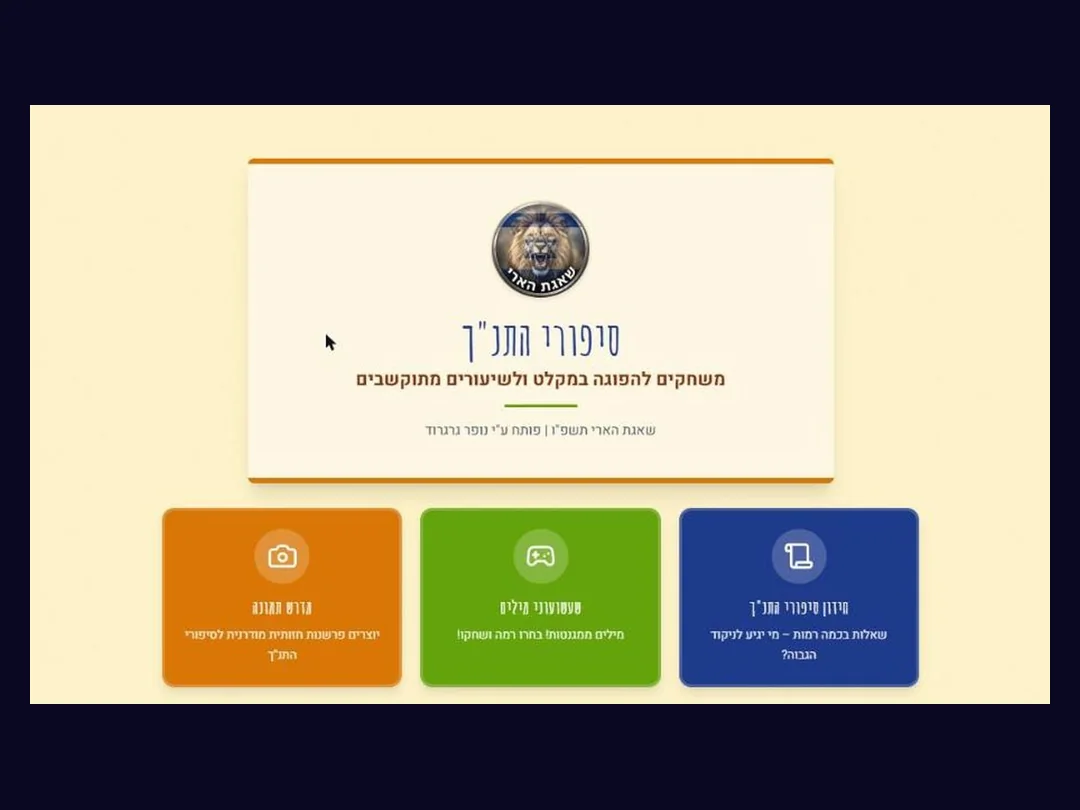 שאגת הארי
סיפורי התנ"ך
משחקים להפוגה במקלט ולשיעורים מתוקשבים
שאגת הארי תשפ"ו | פותח ע"י נופר גרגרוד
חידון סיפורי התנ"ך
שאלות בכמה רמות – מי יגיע לניקוד
הגבוה?
שעשועוני מילים
מילים ממגנטות! בחרו רמה ושחקו!
מדרש תמונה
יוצרים פרשנות חזותית מודרנית לסיפורי
התנ"ך